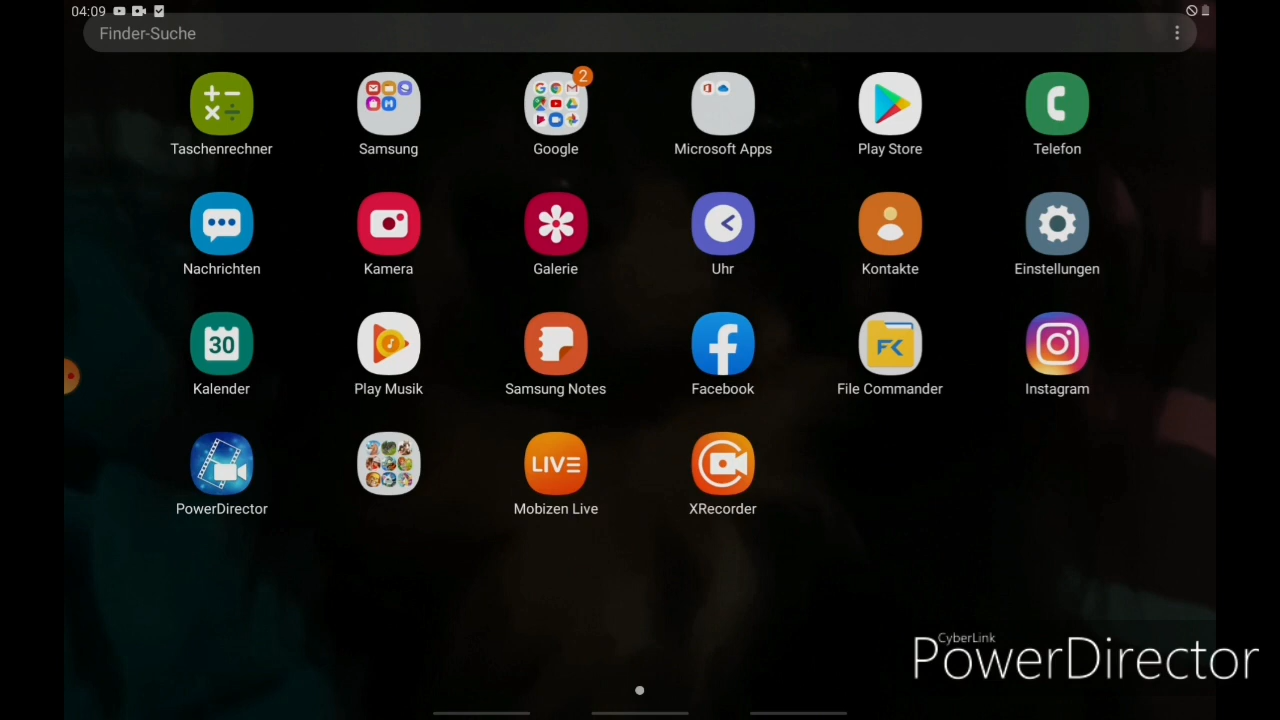 04:09
Finder-Suche
2
Taschenrechner
Samsung
Google
Microsoft Apps
Play Store
Telefon
Nachrichten
Kamera
Galerie
Uhr
Kontakte
Einstellungen
30
FK
Kalender
Play Musik
Samsung Notes
Facebook
File Commander
Instagram
LIVE
PowerDirector
Mobizen Live
XRecorder
CyberLink
PowerDirector